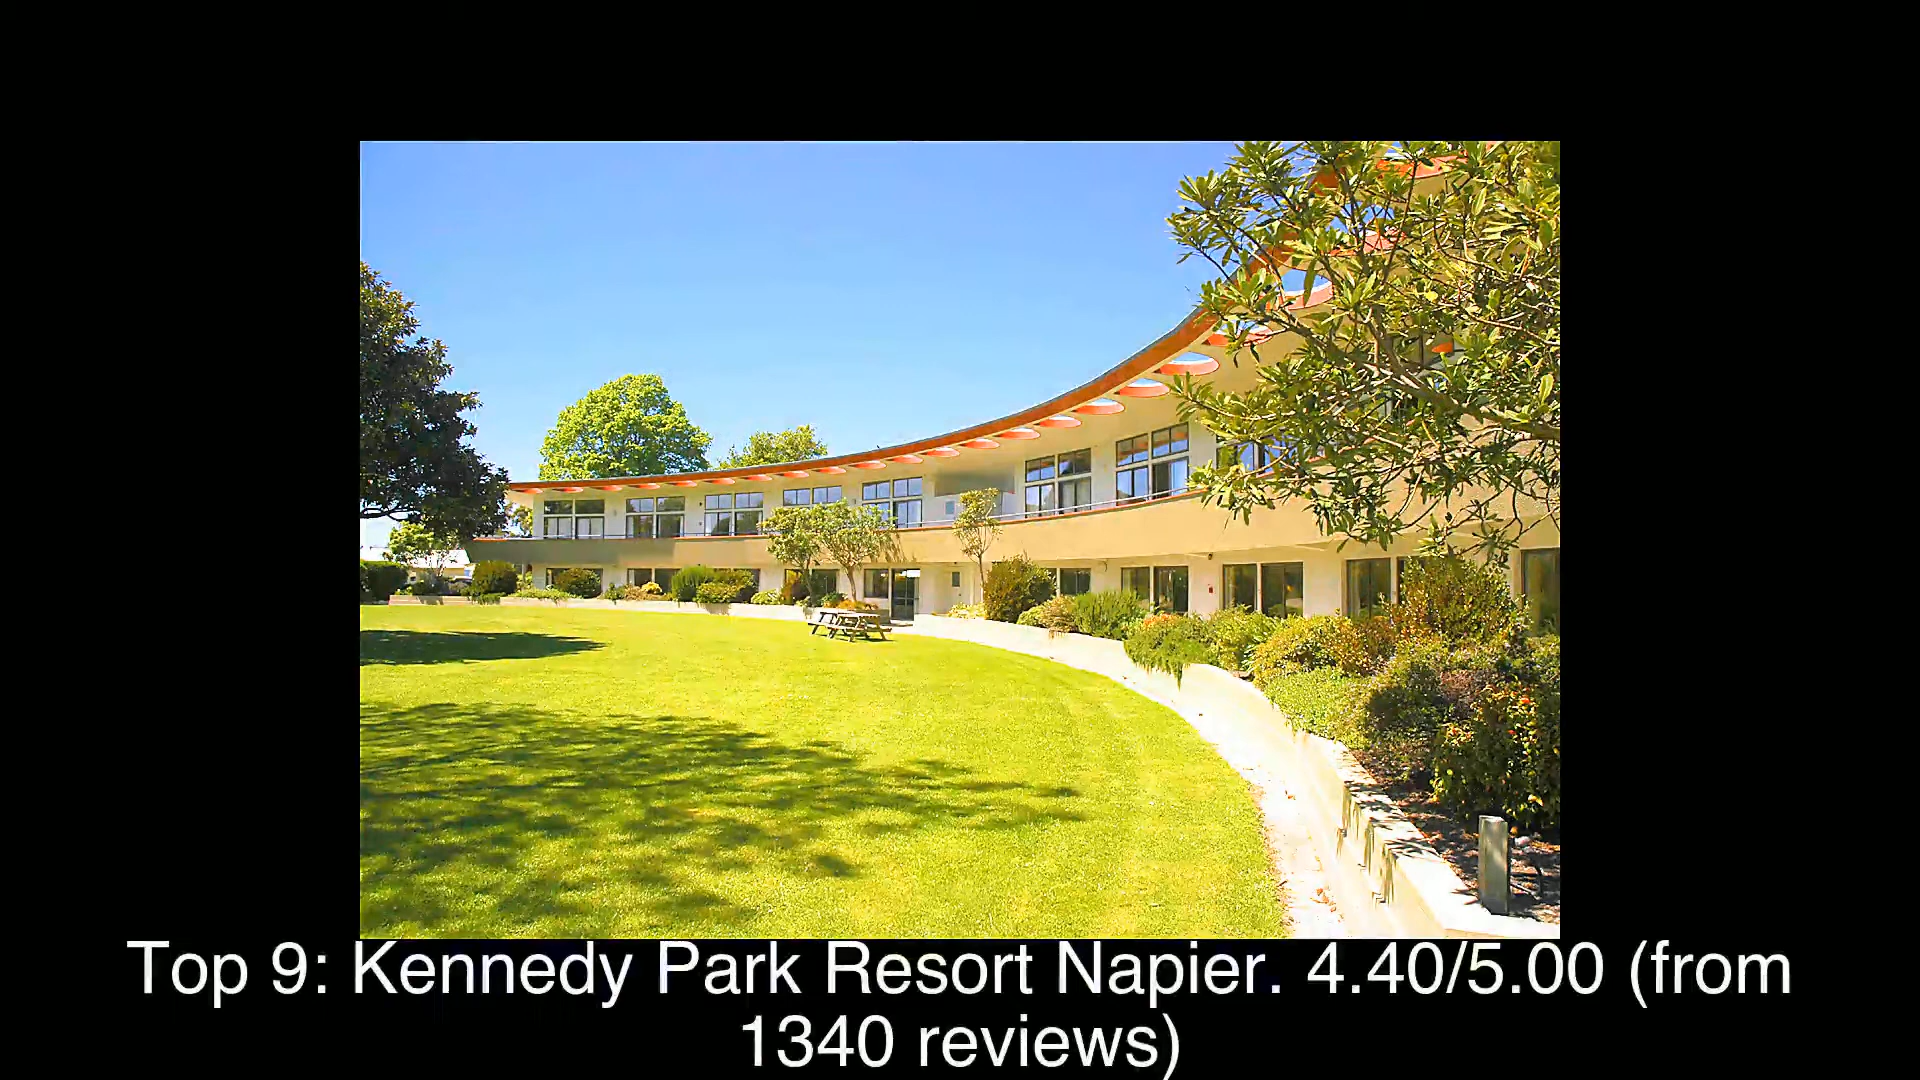 Top 9: Kennedy Park Resort Napier. 4.40/5.00 (from
1340 reviews)